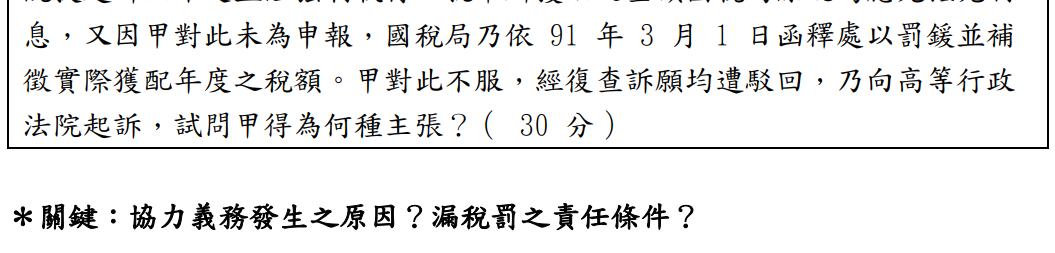 息，又因甲對此未為申報，國稅局乃依 91 年 3 月 1 日函釋處以罰鍰並補
徵實際獲配年度之稅額。甲對此不服，經復查訴願均遭駁回，乃向高等行政
法院起訴，試問甲得為何種主張？（ 30 分）
＊關鍵：協力義務發生之原因？漏稅罰之責任條件？